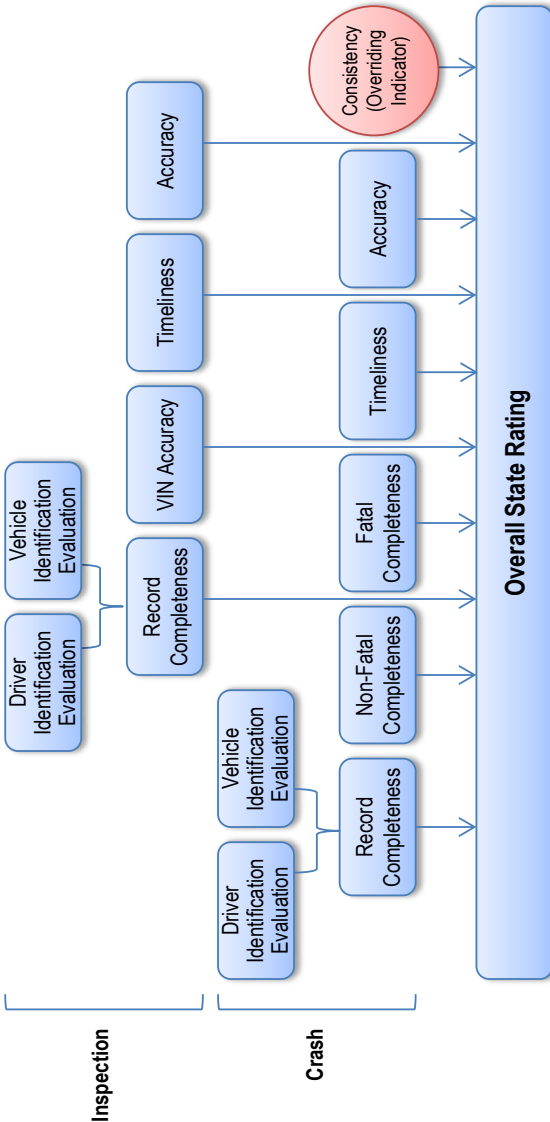 Inspection
Driver
Identification
Evaluation
Vehicle
Identification
Evaluation
Record
Completeness
VIN Accuracy
Timeliness
Accuracy
Crash
Driver
Identification
Evaluation
Vehicle
Identification
Evaluation
Record
Completeness
Non-Fatal
Completeness
Fatal
Completeness
Timeliness
Accuracy
Consistency
(Overriding
Indicator)
Overall State Rating